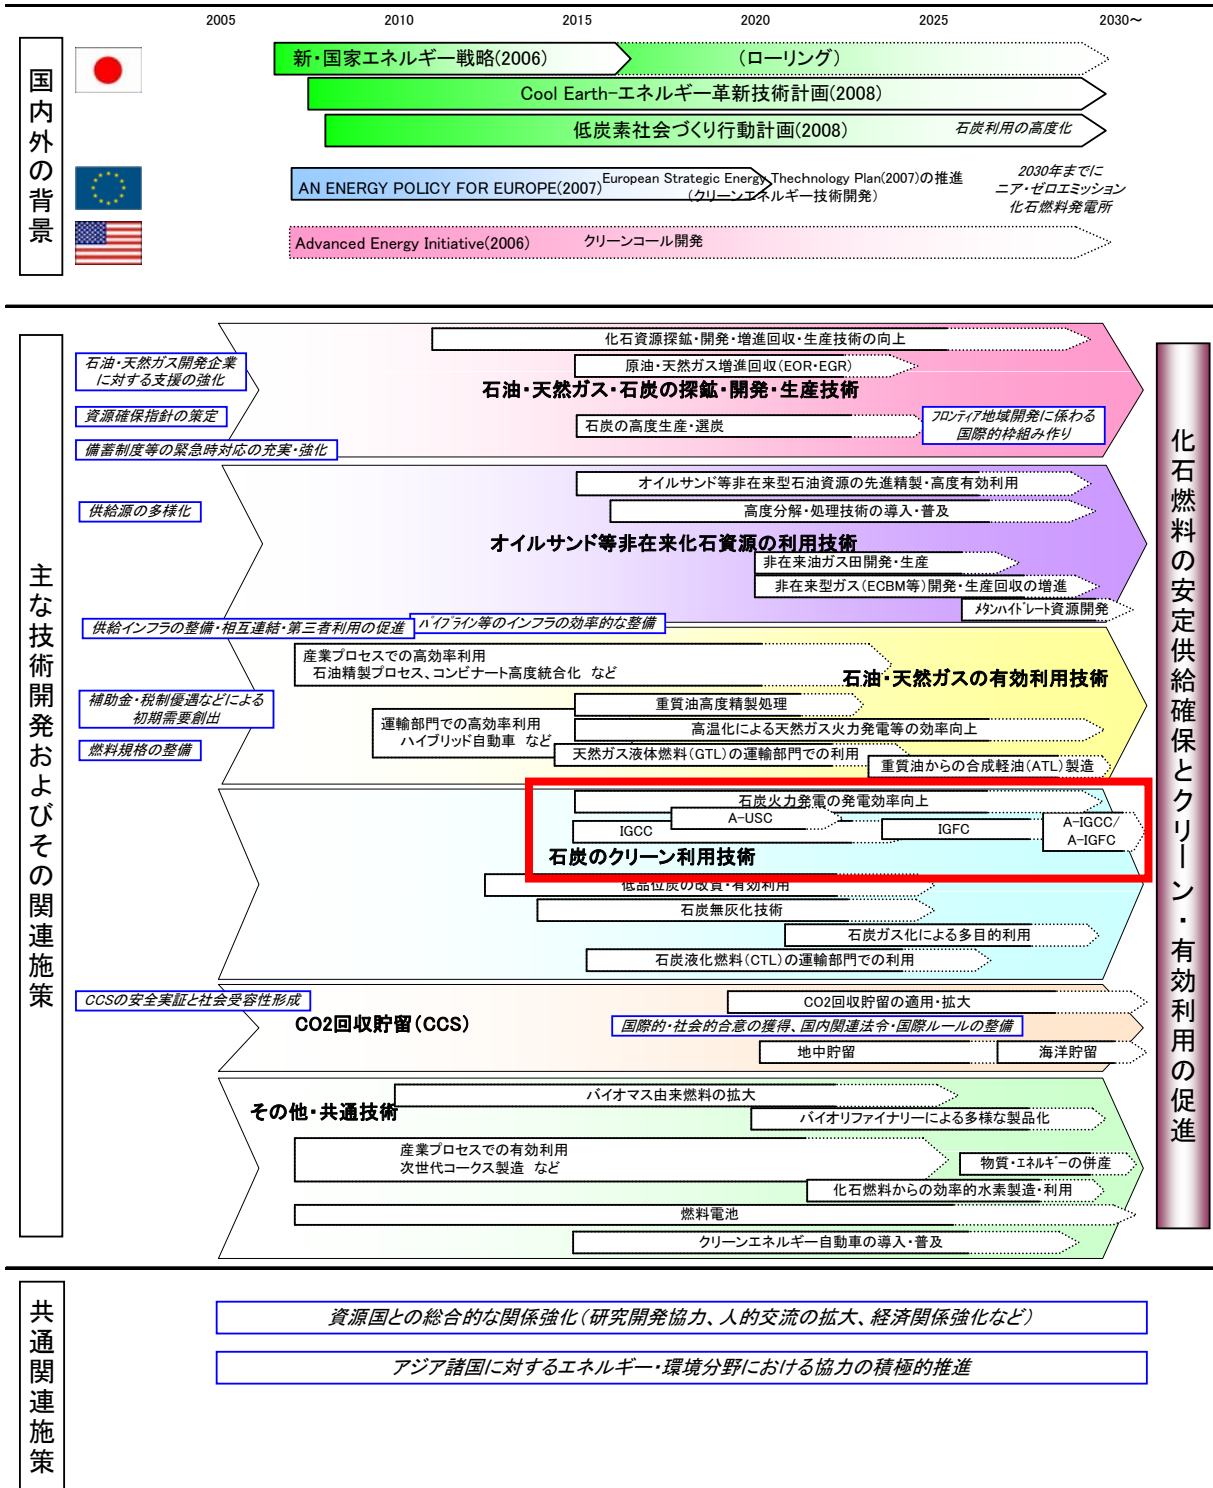 2005 2010 2015 2020 2025 2030～
国内外の背景
新・国家エネルギー戦略(2006)
(ローリング)
Cool Earth-エネルギー革新技術計画(2008)
低炭素社会づくり行動計画(2008)
石炭利用の高度化
AN ENERGY POLICY FOR EUROPE(2007)
European Strategic Energy Thechnology Plan(2007)の推進
(クリーンエネルギー技術開発)
2030年までに
ニア・ゼロエミッション
化石燃料発電所
Advanced Energy Initiative(2006)
クリーンコール開発
主な技術開発およびその関連施策
化石燃料の安定供給確保とクリーン・有効利用の促進
化石資源探鉱・開発・増進回収・生産技術の向上
石油・天然ガス開発企業
に対する支援の強化
原油・天然ガス増進回収(EOR・EGR)
石油・天然ガス・石炭の探鉱・開発・生産技術
資源確保指針の策定
石炭の高度生産・選炭
フロンティア地域開発に係わる
国際的枠組み作り
備蓄制度等の緊急時対応の充実・強化
オイルサンド等非在来型石油資源の先進精製・高度有効利用
供給源の多様化
高度分解・処理技術の導入・普及
オイルサンド等非在来化石資源の利用技術
非在来油ガス田開発・生産
非在来型ガス(ECBM等)開発・生産回収の増進
メタンハイドレート資源開発
供給インフラの整備・相互連結・第三者利用の促進
パイプライン等のインフラの効率的な整備
産業プロセスでの高効率利用
石油精製プロセス、コンビナート高度統合化 など
石油・天然ガスの有効利用技術
補助金・税制優遇などによる
初期需要創出
重質油高度精製処理
運輸部門での高効率利用
ハイブリッド自動車 など
高温化による天然ガス火力発電等の効率向上
燃料規格の整備
天然ガス液体燃料(GTL)の運輸部門での利用
重質油からの合成軽油(ATL)製造
石炭火力発電の発電効率向上
A-USC
IGCC
IGFC
A-IGCC/
A-IGFC
石炭のクリーン利用技術
低品位炭の改質・有効利用
石炭無灰化技術
石炭ガス化による多目的利用
石炭液化燃料(CTL)の運輸部門での利用
CCSの安全実証と社会受容性形成
CO2回収貯留の適用・拡大
CO2回収貯留(CCS)
国際的・社会的合意の獲得、国内関連法令・国際ルールの整備
地中貯留
海洋貯留
バイオマス由来燃料の拡大
その他・共通技術
バイオリファイナリーによる多様な製品化
産業プロセスでの有効利用
次世代コークス製造 など
物質・エネルギーの併産
化石燃料からの効率的水素製造・利用
燃料電池
クリーンエネルギー自動車の導入・普及
共通関連施策
資源国との総合的な関係強化(研究開発協力、人的交流の拡大、経済関係強化など)
アジア諸国に対するエネルギー・環境分野における協力の積極的推進